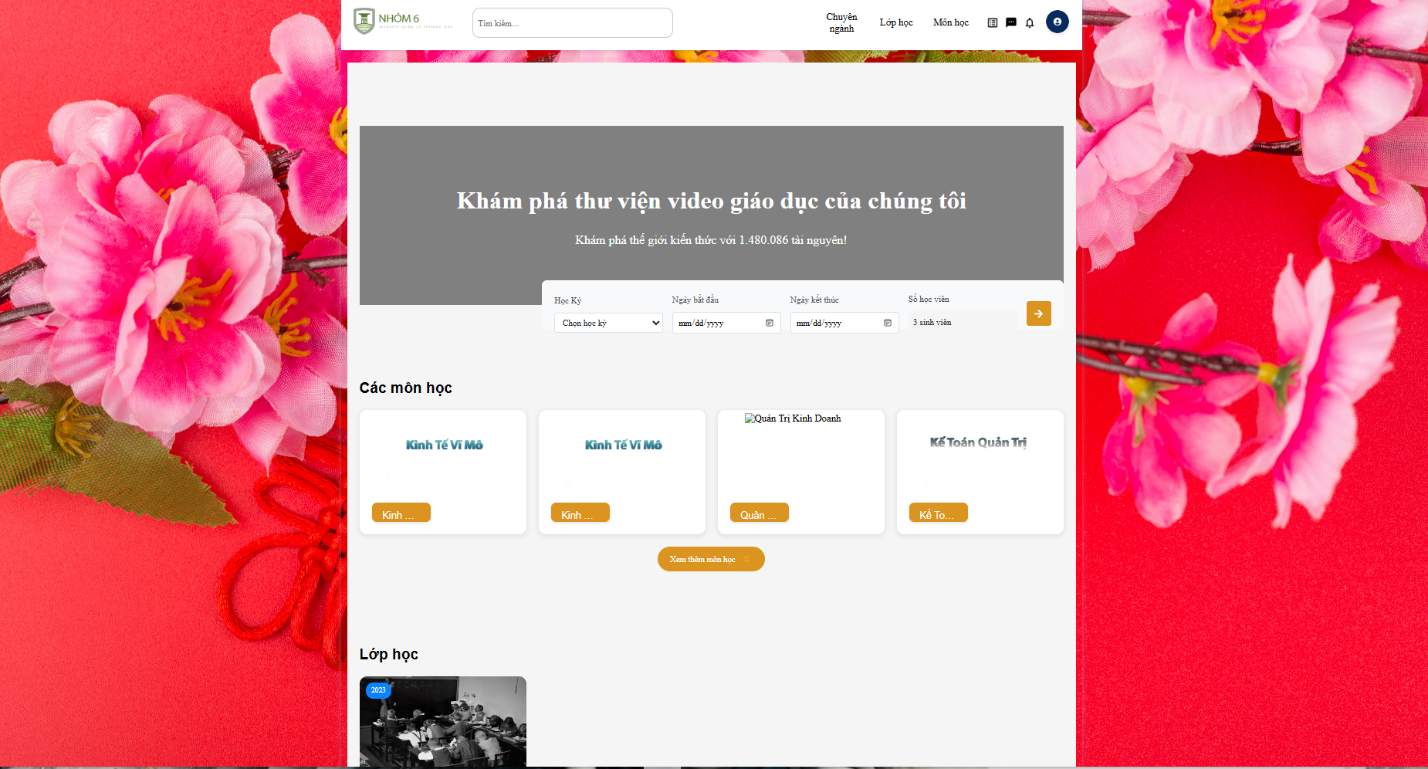 NHÓM 6
Tìm kiếm...
Chuyên
ngành
Lớp học
Môn học
Khám phá thư viện video giáo dục của chúng tôi
Khám phá thế giới kiến thức với 1.480.086 tài nguyên!
Học Kỳ
Ngày bắt đầu
Ngày kết thúc
Số học viên
Chọn học kỳ
mm/dd/yyyy
mm/dd/yyyy
3 sinh viên
Các môn học
Kinh Tế Vĩ Mô
Kinh Tế Vĩ Mô
Quản Trị Kinh Doanh
Kế Toán Quản Trị
Kinh ...
Kinh ...
Quản ...
Kế To...
Xem thêm môn học
Lớp học
2023